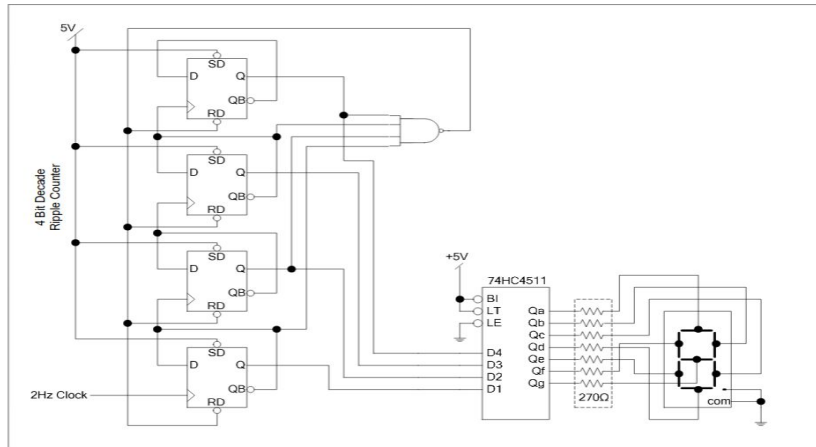 5V
SD
D Q
QB
RD
SD
D Q
QB
RD
4 Bit Decade
Ripple Counter
SD
D Q
QB
RD
SD
D Q
QB
RD
2Hz Clock
+5V
74HC4511
BI
LT
LE
D4
D3
D2
D1
Qa
Qb
Qc
Qd
Qe
Qf
Qg
270Ω
com